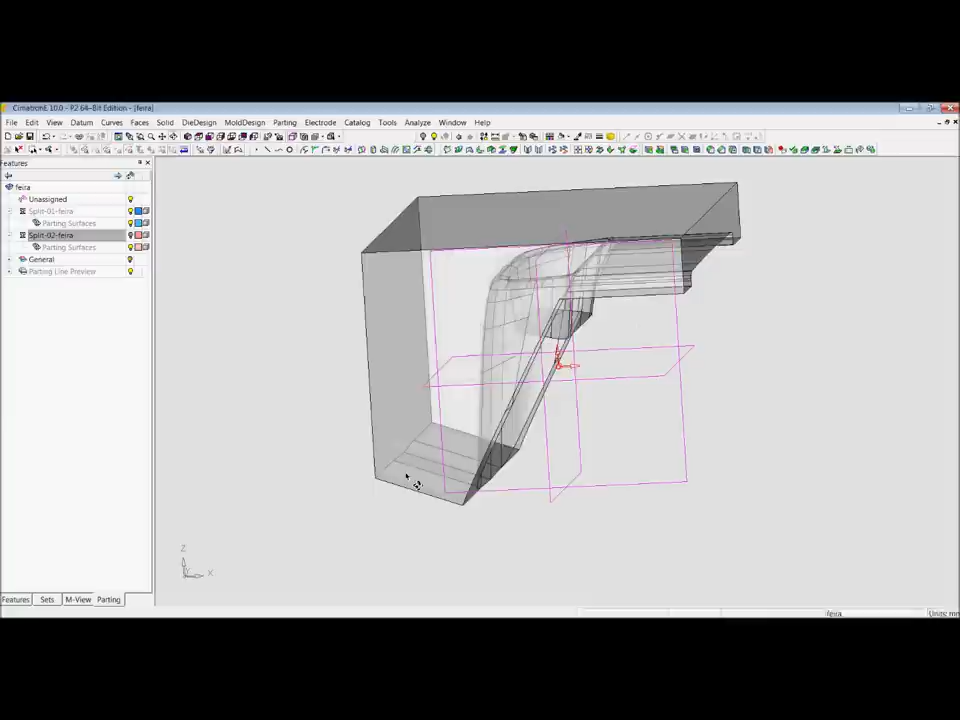 CimatronE 10.0 - P2 64-Bit Edition - [feira]
File Edit View Datum Curves Faces Solid DieDesign MoldDesign Parting Electrode Catalog Tools Analyze Window Help
Features
feira
Unassigned
Split-01-feira
Parting Surfaces
Split-02-feira
Parting Surfaces
General
Parting Line Preview
Z
X
Features Sets M-View Parting
feira
Units: mm